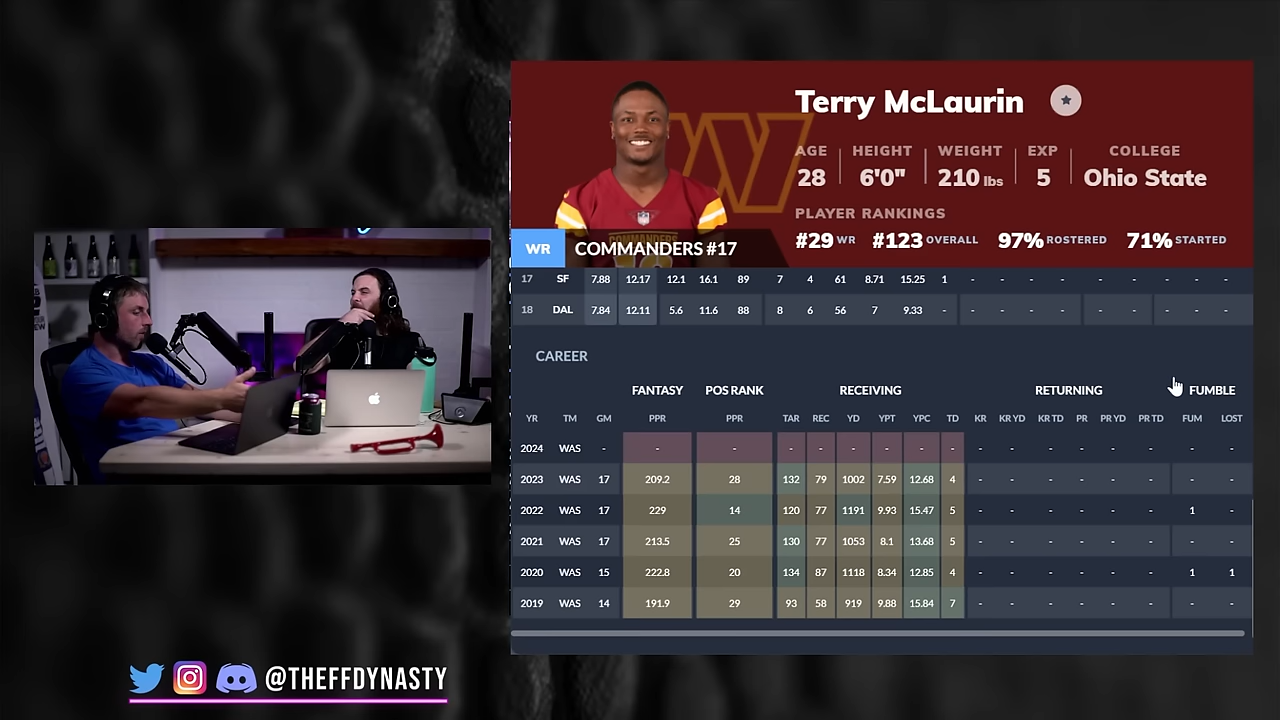 Terry McLaurin
AGE HEIGHT WEIGHT EXP COLLEGE
28 6'0" 210 lbs 5 Ohio State
PLAYER RANKINGS
#29 WR #123 OVERALL 97% ROSTERED 71% STARTED
WR COMMANDERS #17
17 SF 7.88 12.17 12.1 16.1 89 7 4 61 8.71 15.25 1 - - - - - - - -
18 DAL 7.84 12.11 5.6 11.6 88 8 6 56 7 9.33 - - - - - - - - -
CAREER
FANTASY POS RANK RECEIVING RETURNING FUMBLE
YR TM GM PPR PPR TAR REC YD YPT YPC TD KR KR YD KR TD PR PR YD PR TD FUM LOST
2024 WAS - - - - - - - - - - - - - - - - -
2023 WAS 17 209.2 28 132 79 1002 7.59 12.68 4 - - - - - - - -
2022 WAS 17 229 14 120 77 1191 9.93 15.47 5 - - - - - - 1 -
2021 WAS 17 213.5 25 130 77 1053 8.1 13.68 5 - - - - - - - -
2020 WAS 15 222.8 20 134 87 1118 8.34 12.85 4 - - - - - - 1 1
2019 WAS 14 191.9 29 93 58 919 9.88 15.84 7 - - - - - - - -
@THEFFDYNASTY